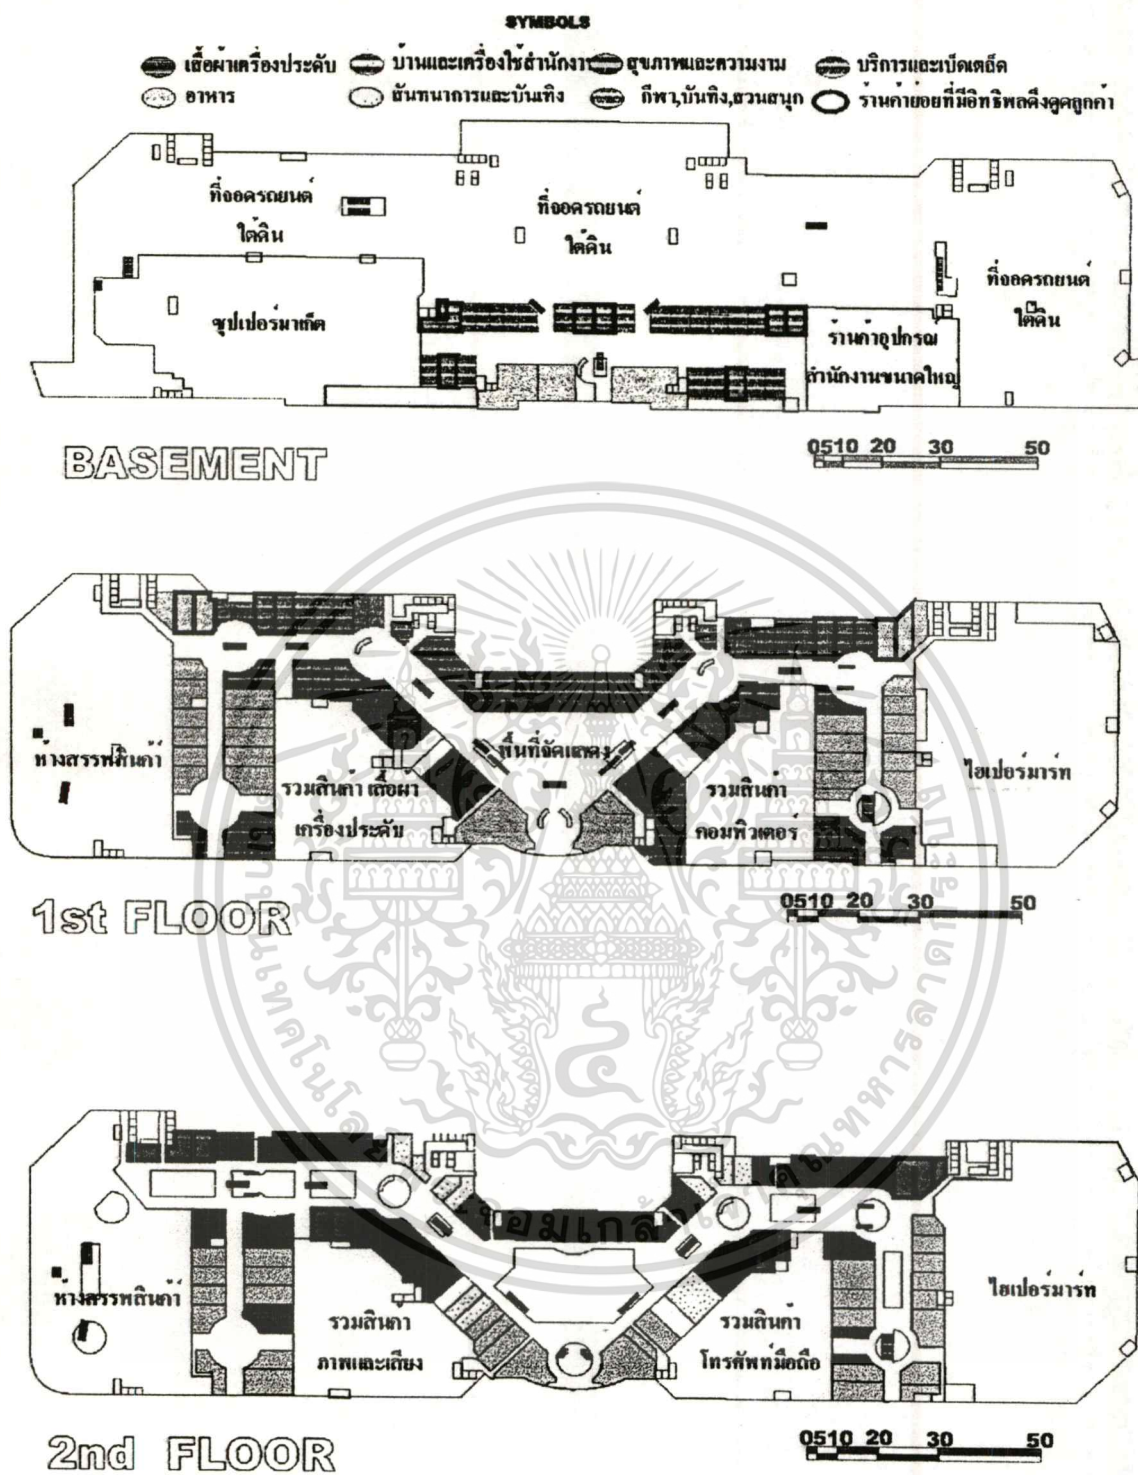 SYMBOLS
เสื้อผ้าเครื่องประดับ บ้านและเครื่องใช้สำนักงาน สุขภาพและความงาม บริการและเบ็ดเตล็ด
อาหาร สันทนาการและบันเทิง กีฬา,บันทิง,สวนสนุก ร้านค้าย่อยที่มีอิทธิพลดึงดูดลูกค้า
ที่จอดรถยนต์
ใต้ดิน
ที่จอดรถยนต์
ใต้ดิน
ที่จอดรถยนต์
ใต้ดิน
ซุปเปอร์มาเก็ต
ร้านค้าอุปกรณ์
สำนักงานขนาดใหญ่
BASEMENT
0510 20 30 50
ห้างสรรพสินค้า
รวมสินค้า เสื้อผ้า
เครื่องประดับ
พื้นที่จัดแสดง
รวมสินค้า
คอมพิวเตอร์
ไฮเปอร์มาร์ท
1st FLOOR
0510 20 30 50
ห้างสรรพสินค้า
รวมสินค้า
ภาพและเสียง
รวมสินค้า
โทรศัพท์มือถือ
ไฮเปอร์มาร์ท
2nd FLOOR
0510 20 30 50